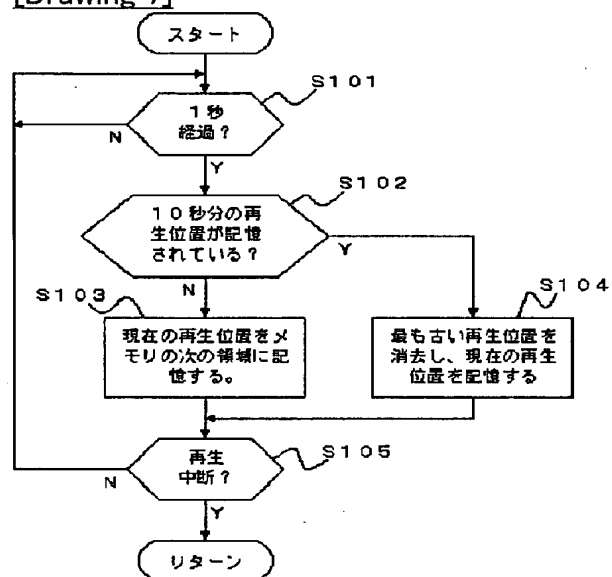 [Drawing 7]
スタート
S101
1秒
経過?
N
Y
S102
10秒分の再
生位置が記憶
されている?
Y
N
S103
現在の再生位置をメ
モリの次の領域に記
憶する。
S104
最も古い再生位置を
消去し、現在の再生
位置を記憶する
S105
再生
中断?
N
Y
リターン